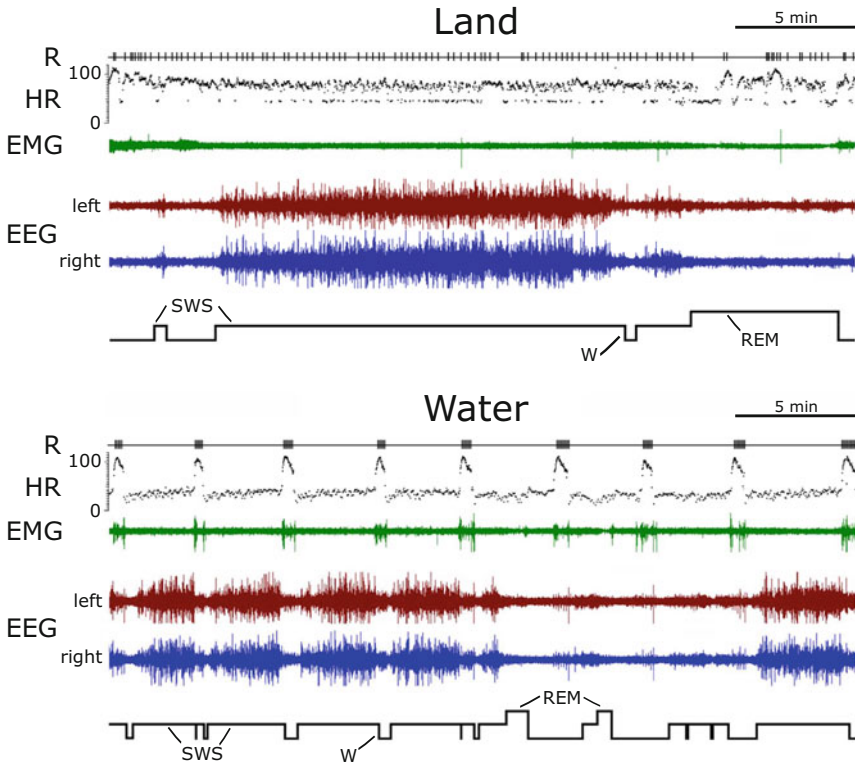 Land
5 min
R
100
HR
0
EMG
left
EEG
right
SWS
W
REM
Water
5 min
R
100
HR
0
EMG
left
EEG
right
REM
SWS
W